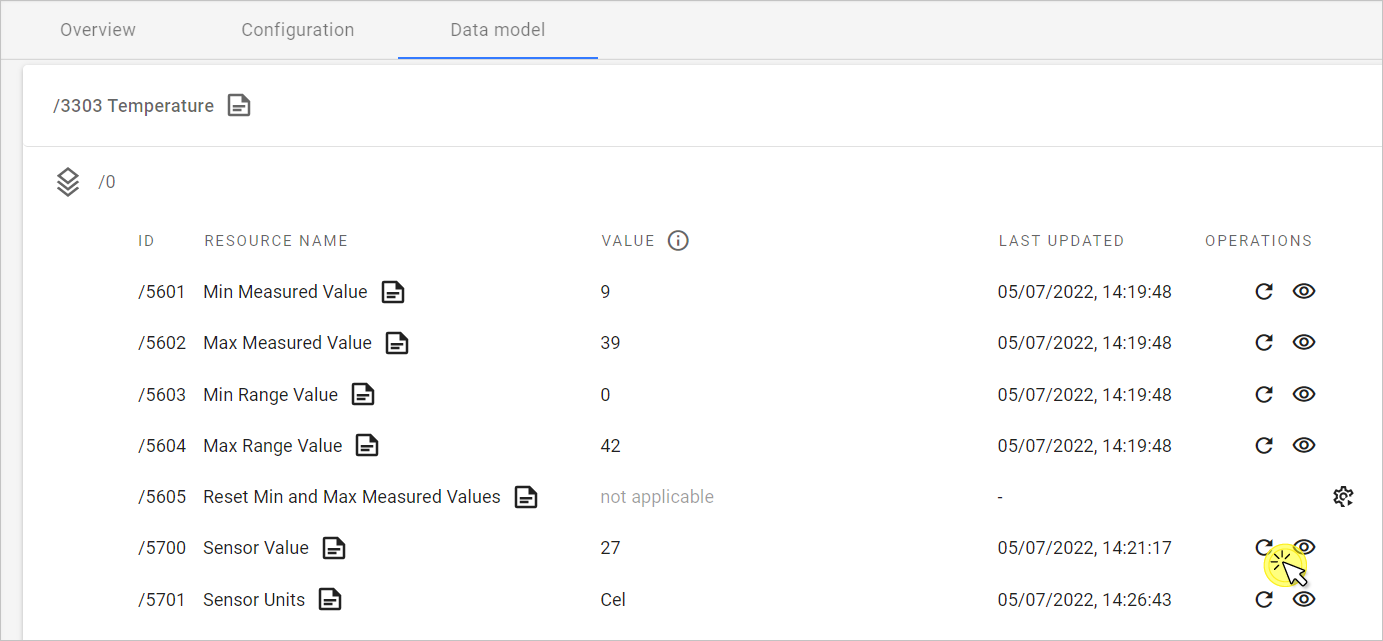 Overview Configuration Data model
/3303 Temperature
/0
ID RESOURCE NAME VALUE LAST UPDATED OPERATIONS
/5601 Min Measured Value 9 05/07/2022, 14:19:48
/5602 Max Measured Value 39 05/07/2022, 14:19:48
/5603 Min Range Value 0 05/07/2022, 14:19:48
/5604 Max Range Value 42 05/07/2022, 14:19:48
/5605 Reset Min and Max Measured Values not applicable -
/5700 Sensor Value 27 05/07/2022, 14:21:17
/5701 Sensor Units Cel 05/07/2022, 14:26:43